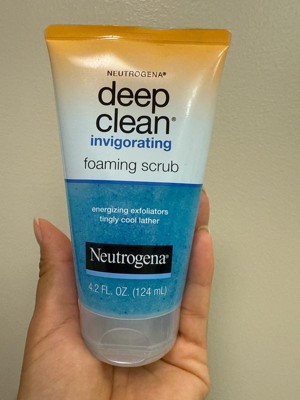 NEUTROGENA®
deep
clean®
invigorating
foaming scrub
energizing exfoliators
tingly cool lather
Neutrogena®
4.2 FL. OZ. (124 mL)